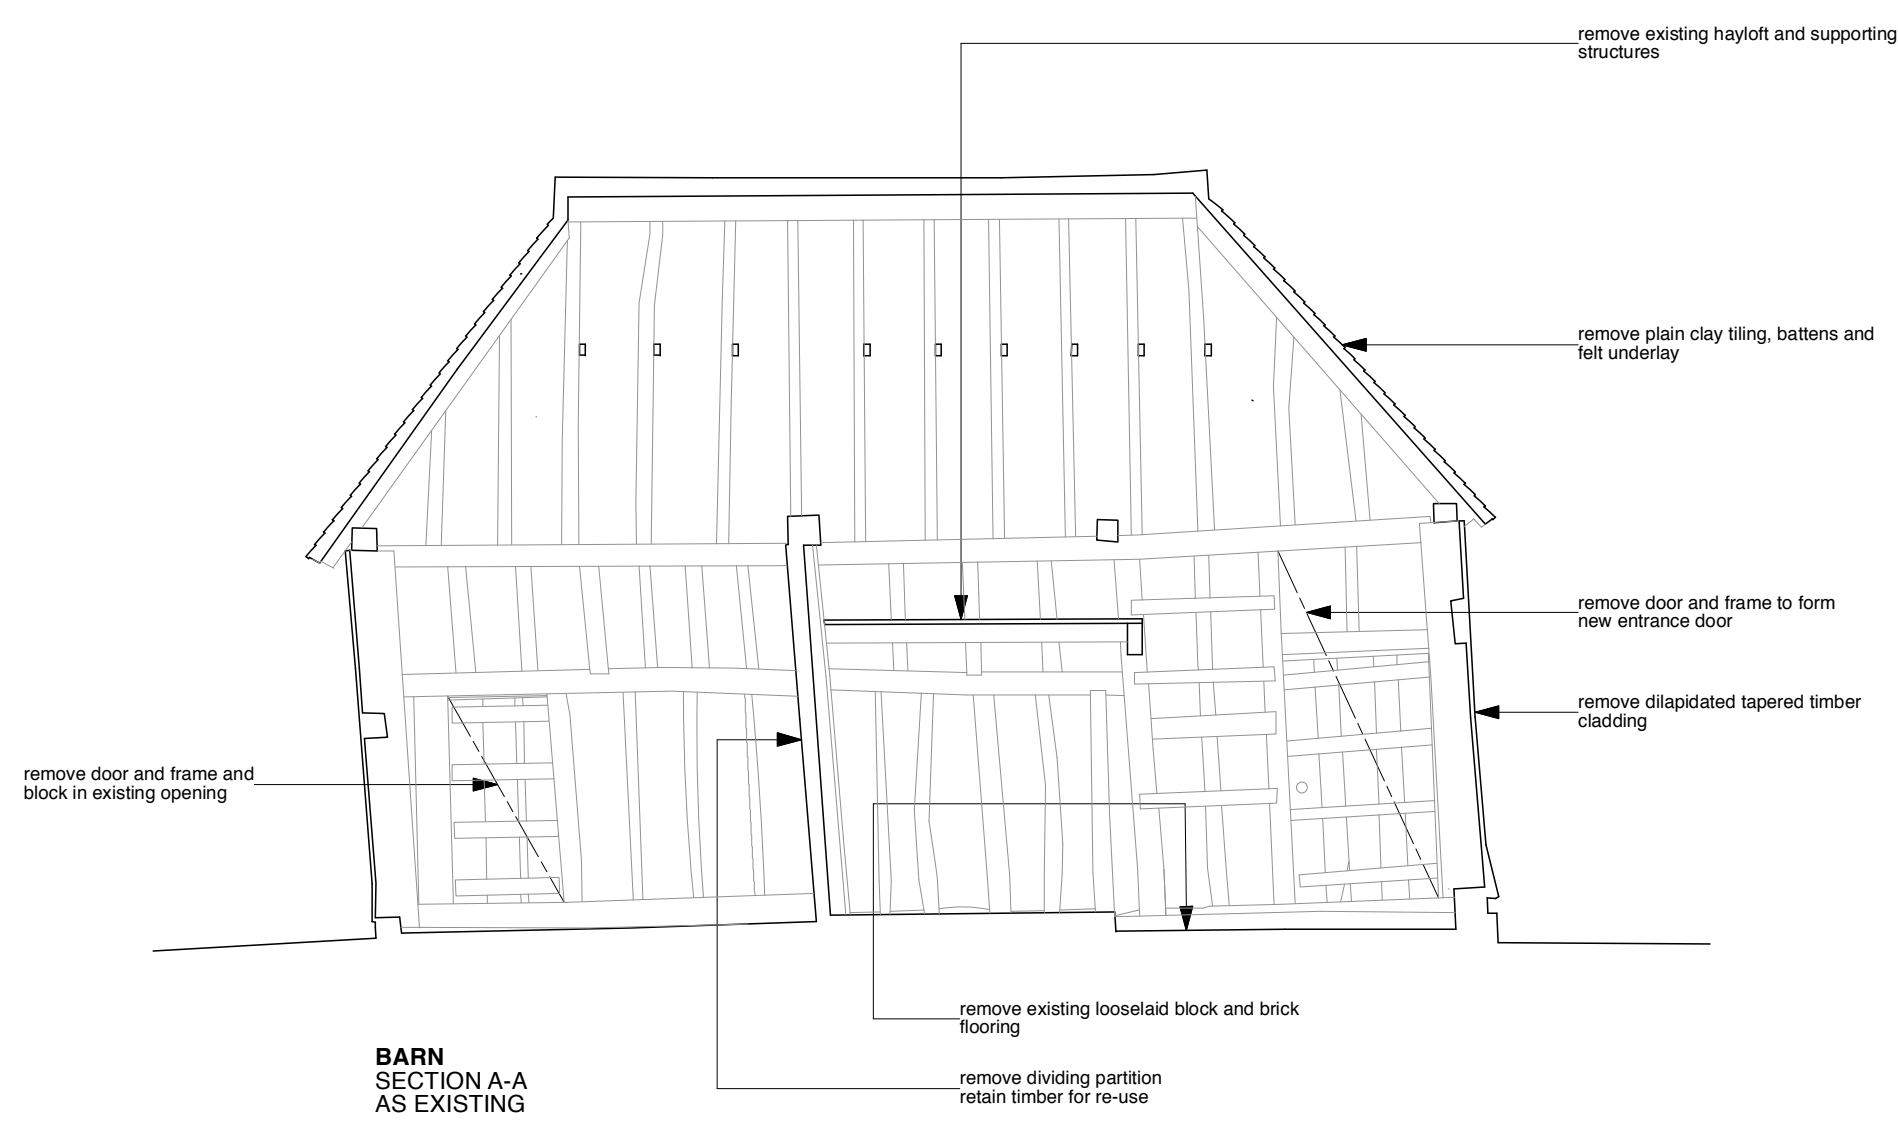 remove existing hayloft and supporting
structures
remove plain clay tiling, battens and
felt underlay
remove door and frame to form
new entrance door
remove dilapidated tapered timber
cladding
remove door and frame and
block in existing opening
remove existing looselaid block and brick
flooring
remove dividing partition
retain timber for re-use
BARN
SECTION A-A
AS EXISTING